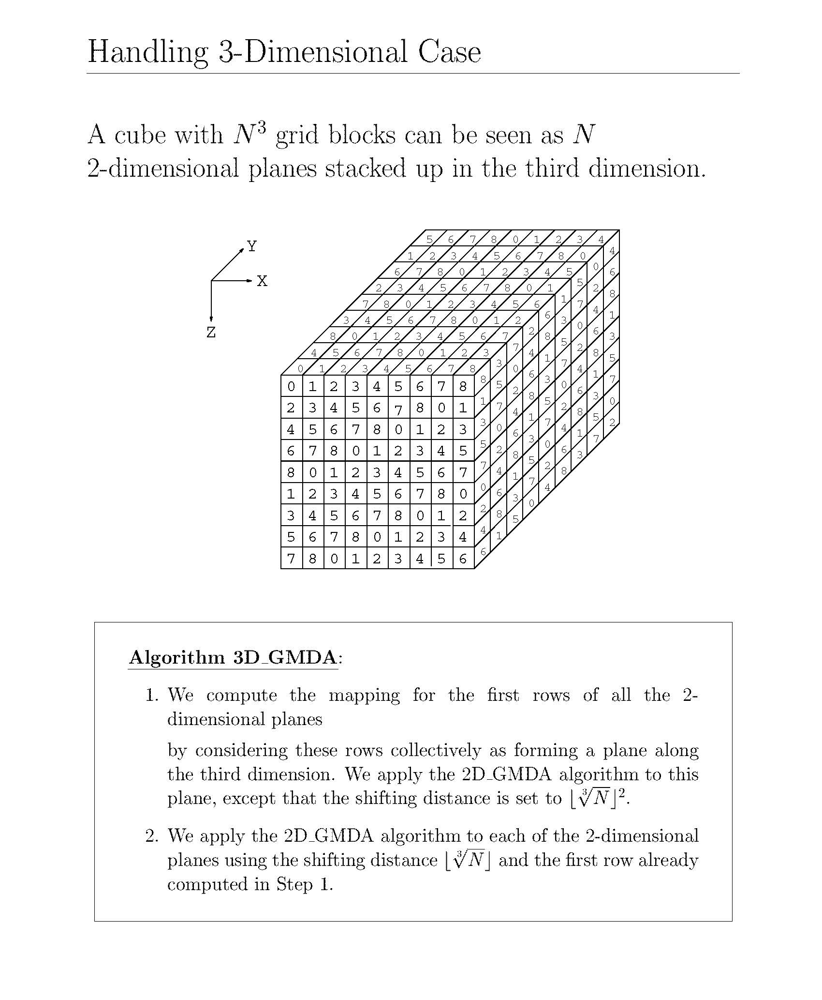 Handling 3-Dimensional Case
A cube with N³ grid blocks can be seen as N
2-dimensional planes stacked up in the third dimension.
Y
X
Z
5 6 7 8 0 1 2 3 4
1 2 3 4 5 6 7 8 0
6 7 8 0 1 2 3 4 5
2 3 4 5 6 7 8 0 1
7 8 0 1 2 3 4 5 6
3 4 5 6 7 8 0 1 2
8 0 1 2 3 4 5 6 7
4 5 6 7 8 0 1 2 3
0 1 2 3 4 5 6 7 8
0 1 2 3 4 5 6 7 8
2 3 4 5 6 7 8 0 1
4 5 6 7 8 0 1 2 3
6 7 8 0 1 2 3 4 5
8 0 1 2 3 4 5 6 7
1 2 3 4 5 6 7 8 0
3 4 5 6 7 8 0 1 2
5 6 7 8 0 1 2 3 4
7 8 0 1 2 3 4 5 6
8 3 7 2 6 1 5 0 4
1 5 0 4 8 3 7 2 6
3 7 2 6 1 5 0 4 8
5 0 4 8 3 7 2 6 1
7 2 6 1 5 0 4 8 3
0 4 8 3 7 2 6 1 5
2 6 1 5 0 4 8 3 7
4 8 3 7 2 6 1 5 0
6 1 5 0 4 8 3 7 2
Algorithm 3D_GMDA:
1. We compute the mapping for the first rows of all the 2-
dimensional planes
by considering these rows collectively as forming a plane along
the third dimension. We apply the 2D_GMDA algorithm to this
plane, except that the shifting distance is set to ⌊∛N⌋².
2. We apply the 2D_GMDA algorithm to each of the 2-dimensional
planes using the shifting distance ⌊∛N⌋ and the first row already
computed in Step 1.